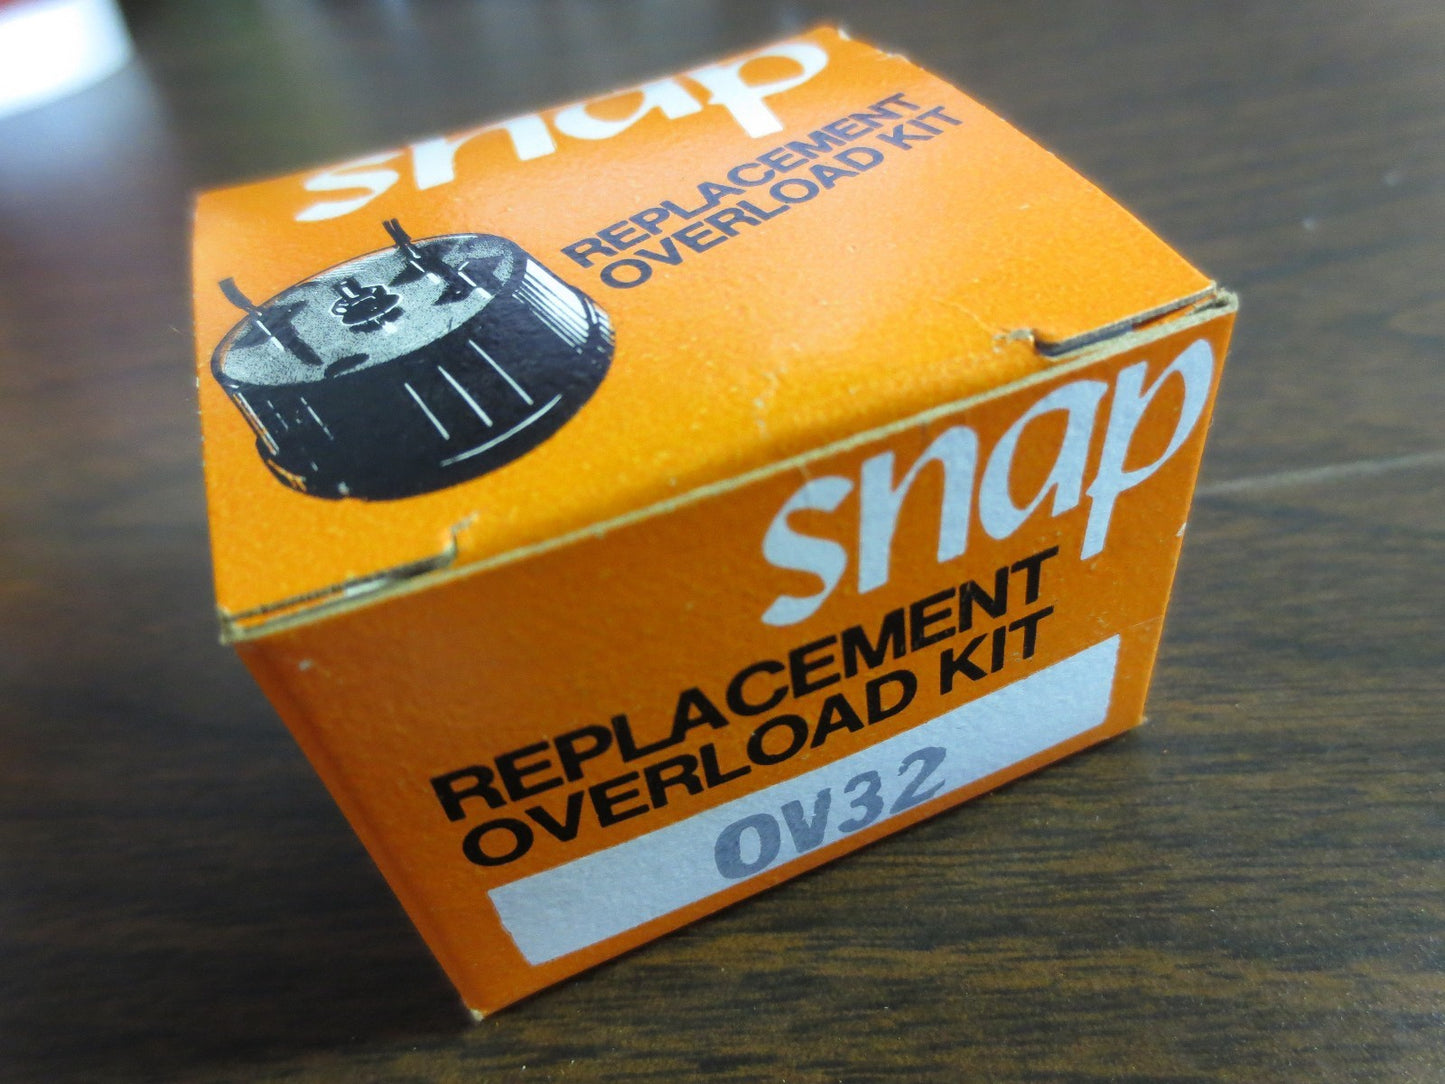 snap
REPLACEMENT
OVERLOAD KIT
snap
REPLACEMENT
OVERLOAD KIT
OV32